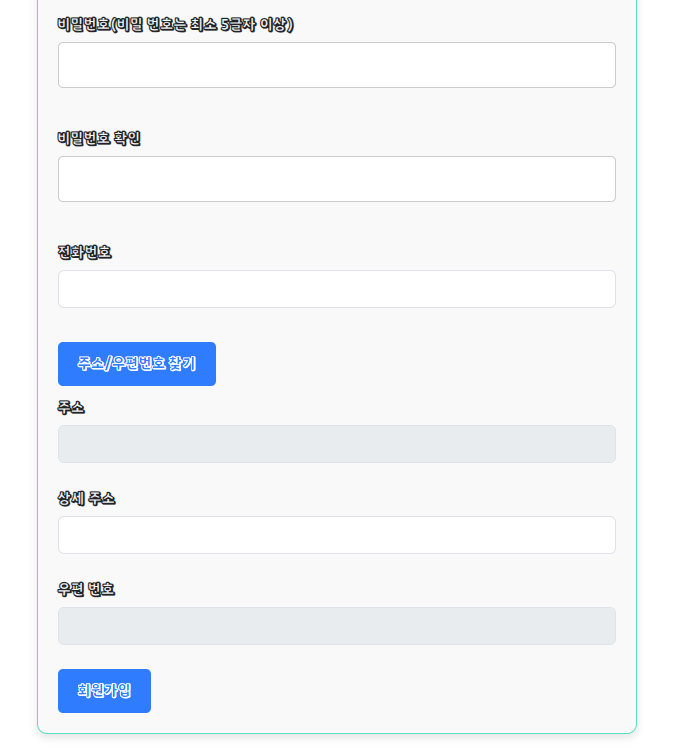 비밀번호(비밀 번호는 최소 5글자 이상)
비밀번호 확인
전화번호
주소/우편번호 찾기
주소
상세 주소
우편 번호
회원가입